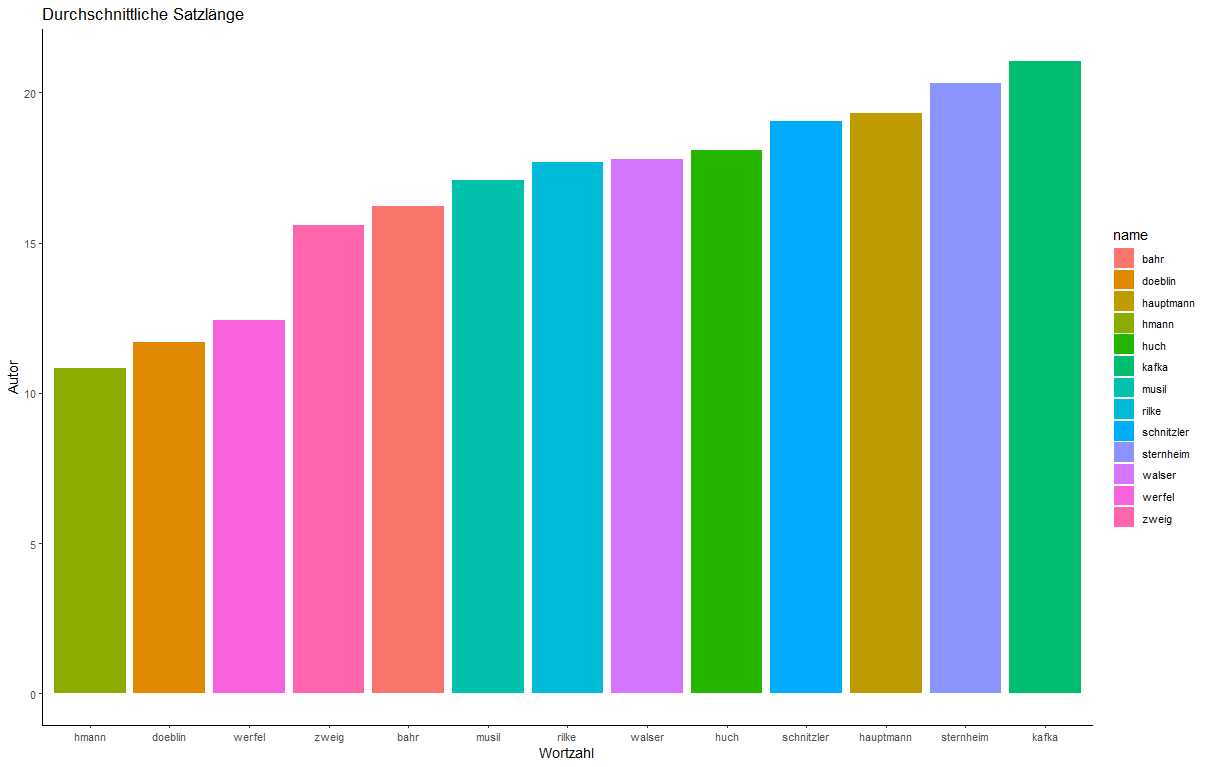 Durchschnittliche Satzlänge
Autor
20
15
10
5
0
hmann doeblin werfel zweig bahr musil rilke walser huch schnitzler hauptmann sternheim kafka
Wortzahl
name
bahr
doeblin
hauptmann
hmann
huch
kafka
musil
rilke
schnitzler
sternheim
walser
werfel
zweig